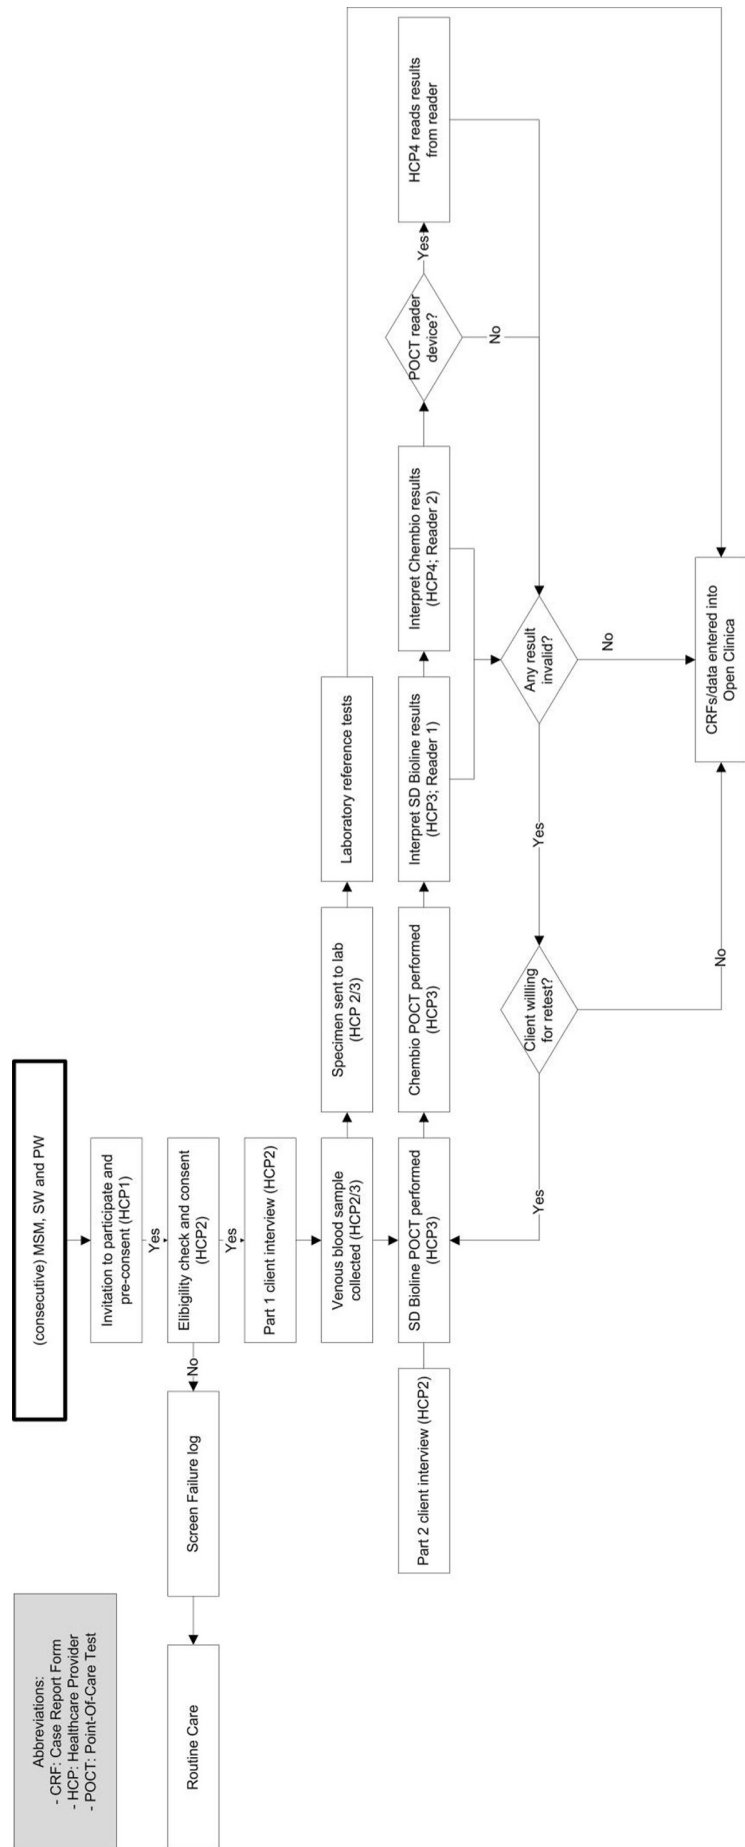 Abbreviations:
- CRF: Case Report Form
- HCP: Healthcare Provider
- POCT: Point-Of-Care Test
(consecutive) MSM, SW and PW
Invitation to participate and
pre-consent (HCP1)
Yes
Routine Care
Screen Failure log
No
Elibigility check and consent
(HCP2)
Yes
Part 1 client interview (HCP2)
Venous blood sample
collected (HCP2/3)
Specimen sent to lab
(HCP 2/3)
Laboratory reference tests
Part 2 client interview (HCP2)
SD Bioline POCT performed
(HCP3)
Chembio POCT performed
(HCP3)
Interpret SD Bioline results
(HCP3; Reader 1)
Interpret Chembio results
(HCP4; Reader 2)
POCT reader
device?
Yes
HCP4 reads results
from reader
No
Yes
Client willing
for retest?
Yes
Any result
invalid?
No
No
CRFs/data entered into
Open Clinica